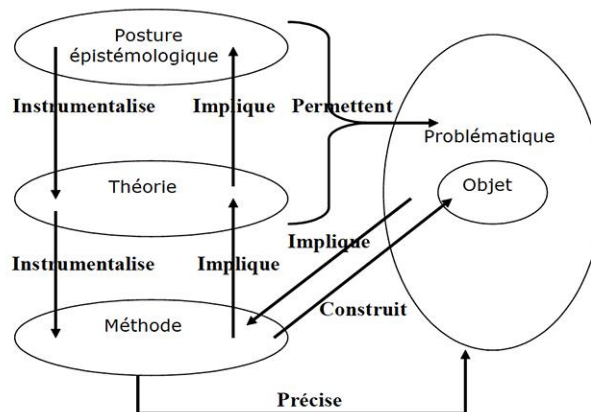 Posture
épistémologique
Instrumentalise
Implique
Permettent
Problématique
Théorie
Objet
Implique
Instrumentalise
Implique
Construit
Méthode
Précise